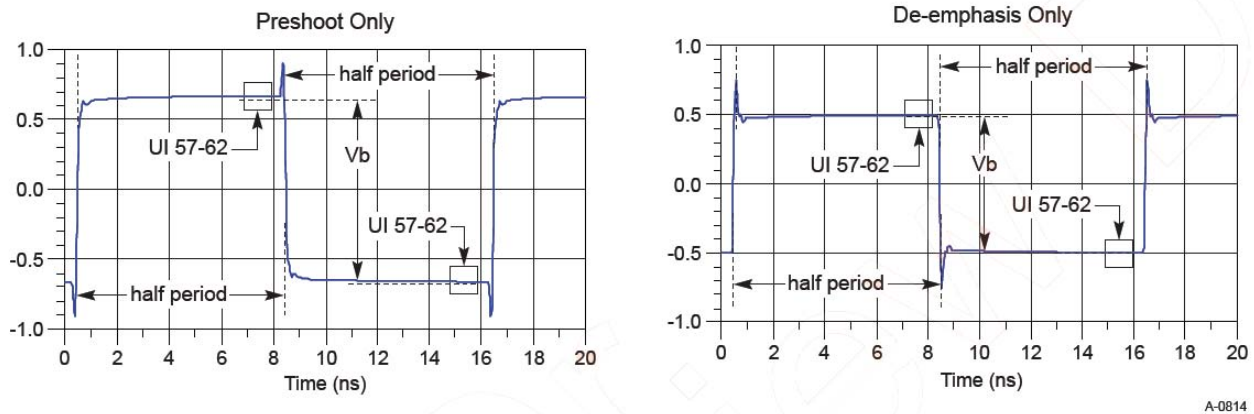 Preshoot Only
1.0
0.5
0.0
-0.5
-1.0
half period
UI 57-62
Vb
UI 57-62
half period
0 2 4 6 8 10 12 14 16 18 20
Time (ns)
De-emphasis Only
1.0
0.5
0.0
-0.5
-1.0
half period
UI 57-62
Vb
UI 57-62
half period
0 2 4 6 8 10 12 14 16 18 20
Time (ns)
A-0814